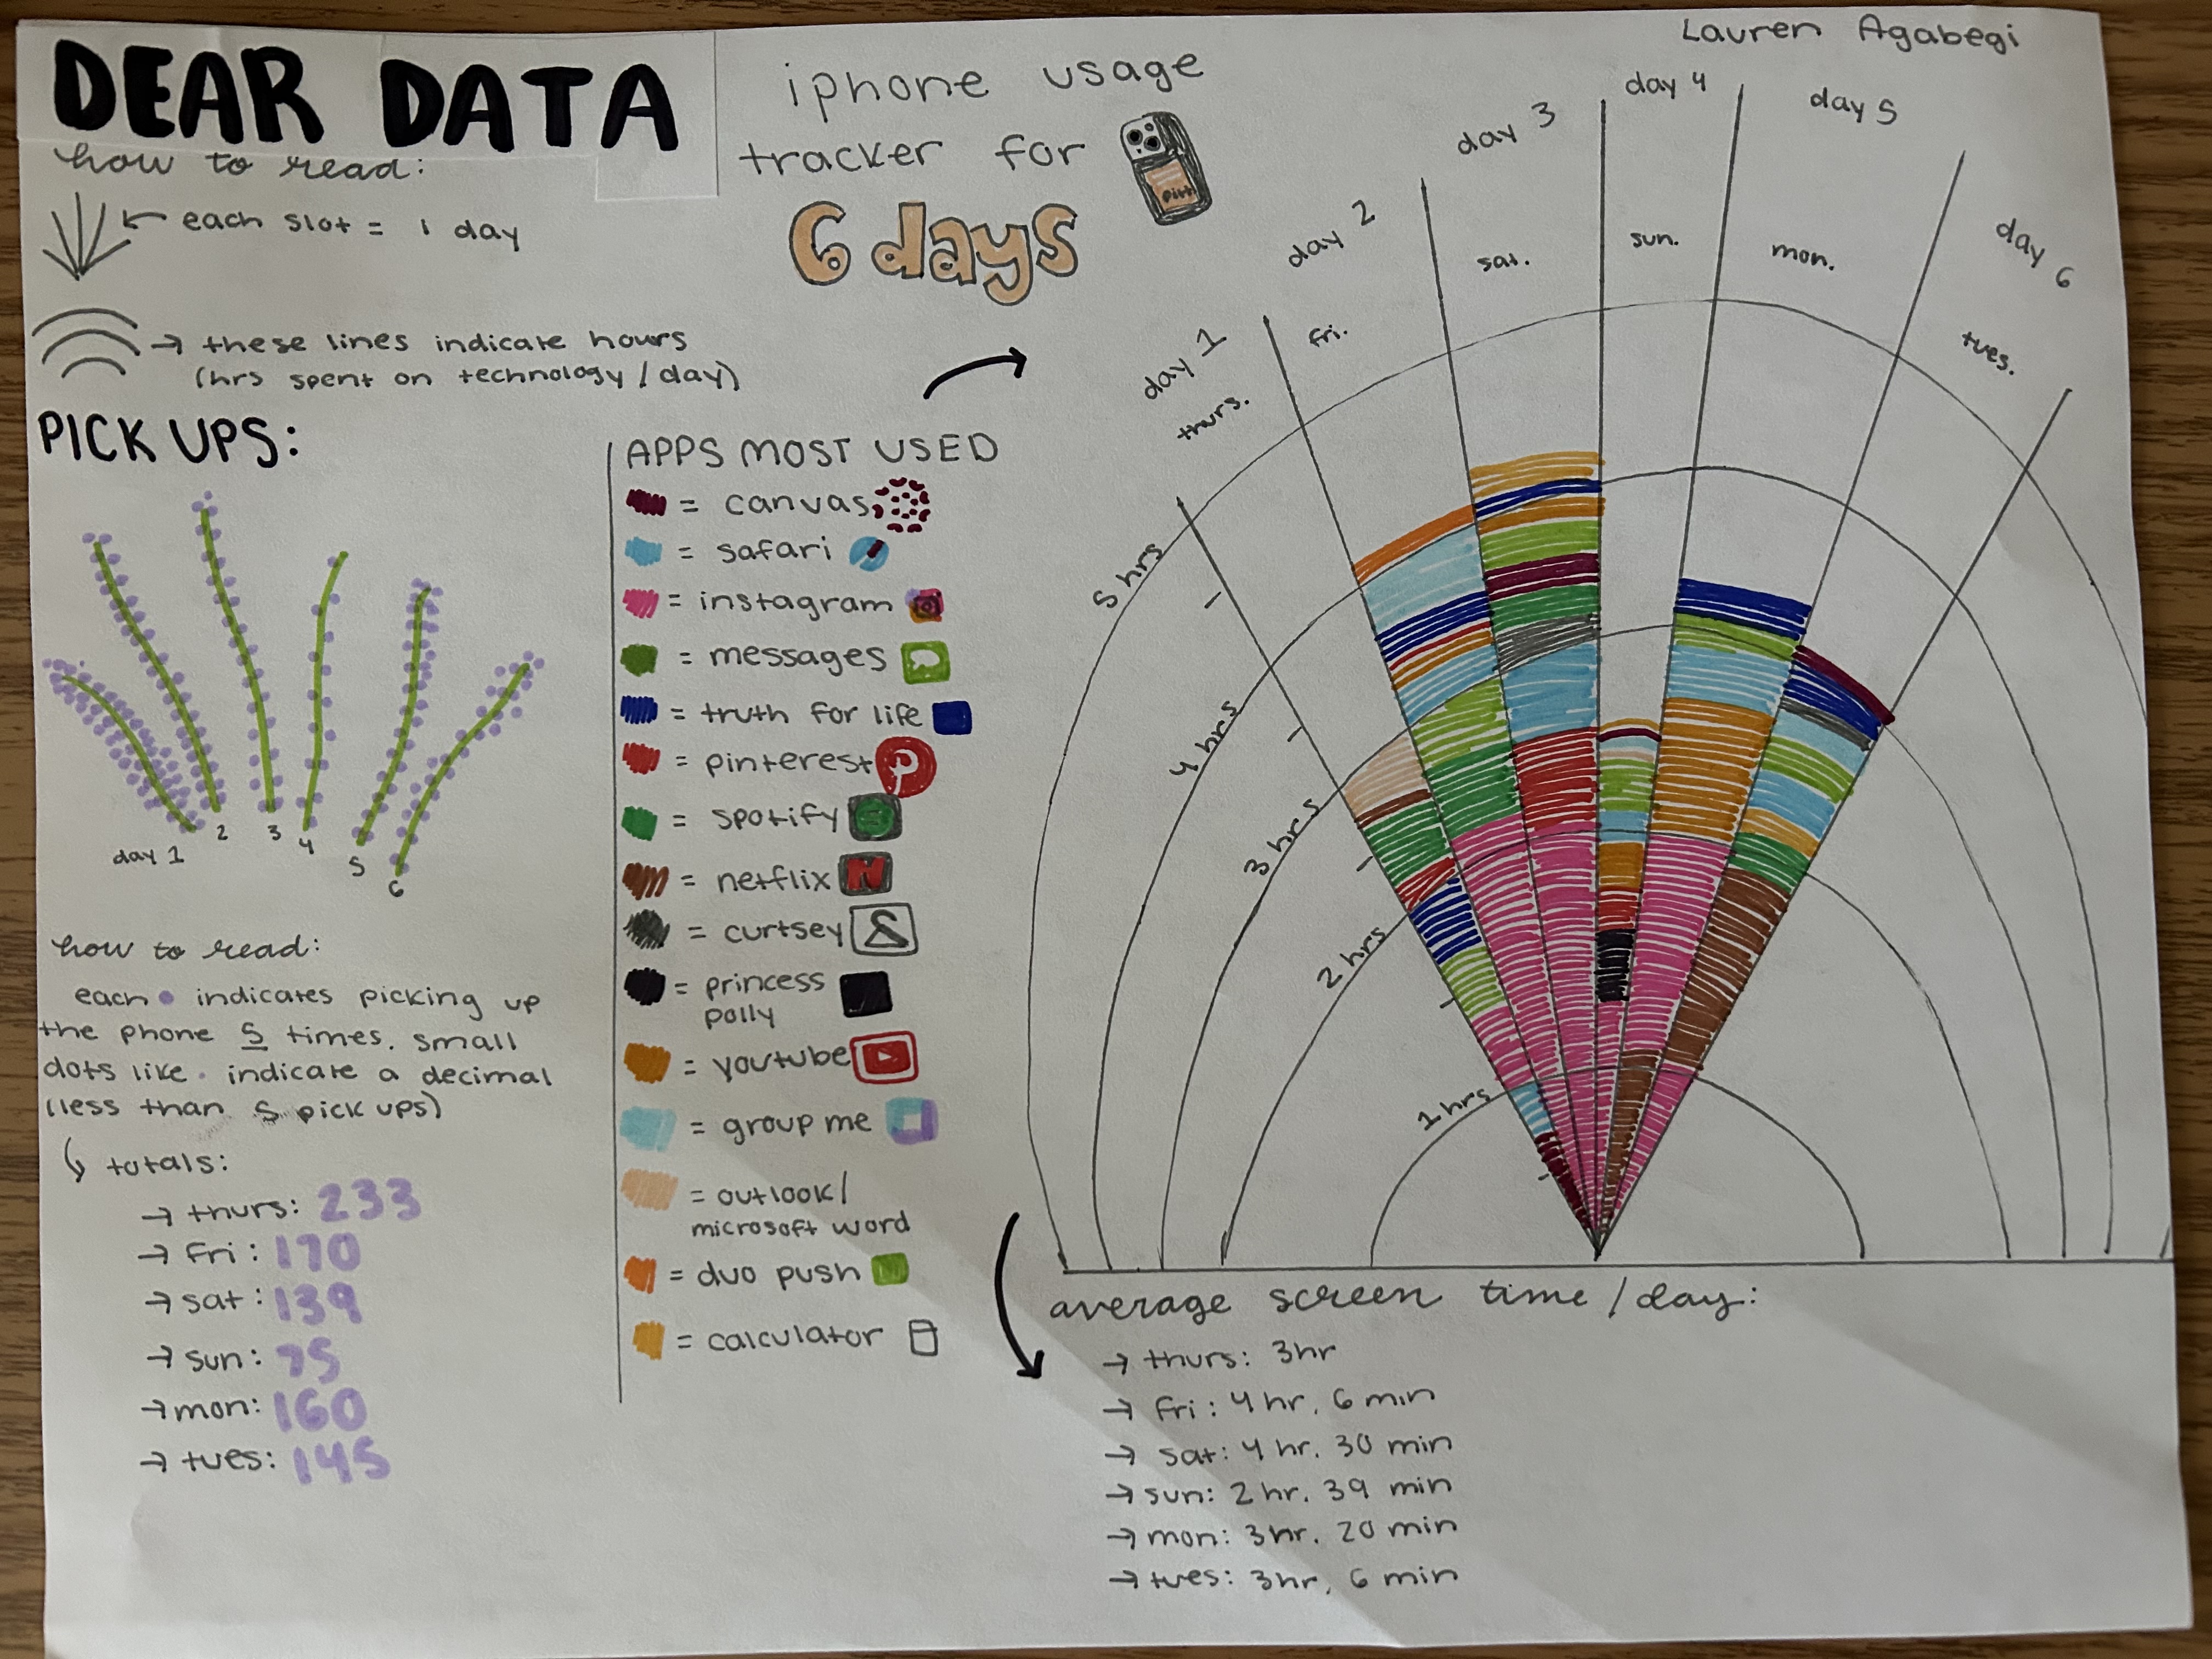 Lauren Agabegi
DEAR DATA
how to read:
each slot = 1 day
these lines indicate hours
(hrs spent on technology/day)
iphone usage
tracker for
6 days
PICK UPS:
day 1
2
3
4
5
6
how to read:
each indicates picking up
the phone 5 times. small
dots like · indicate a decimal
(less than 5 pick ups)
totals:
→ thurs: 233
→ fri: 170
→ sat: 139
→ sun: 75
→ mon: 160
→ tues: 145
APPS MOST USED
= canvas
= safari
= instagram
= messages
= truth for life
= pinterest
= spotify
= netflix
N
= curtsey
= princess
polly
= youtube
= group me
= outlook/
microsoft word
= duo push
= calculator
day 1
thurs.
day 2
fri.
day 3
sat.
day 4
sun.
day 5
mon.
day 6
tues.
5 hrs
4 hrs
3 hrs
2 hrs
1 hrs
average screen time/day:
→ thurs: 3hr
→ fri: 4 hr, 6 min
→ sat: 4 hr. 30 min
→ sun: 2 hr. 39 min
→ mon: 3hr. 20 min
→ tues: 3hr, 6 min